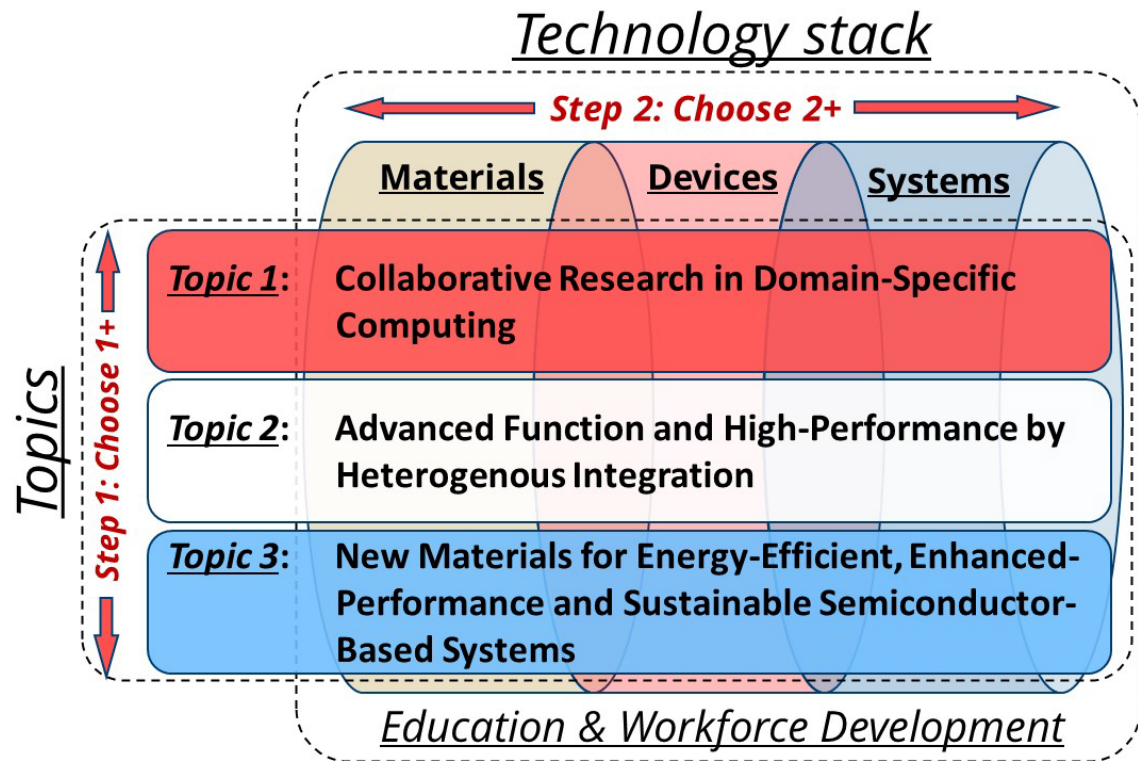 Technology stack
Step 2: Choose 2+
Materials Devices Systems
Topics
Step 1: Choose 1+
Topic 1: Collaborative Research in Domain-Specific
Computing
Topic 2: Advanced Function and High-Performance by
Heterogenous Integration
Topic 3: New Materials for Energy-Efficient, Enhanced-
Performance and Sustainable Semiconductor-
Based Systems
Education & Workforce Development